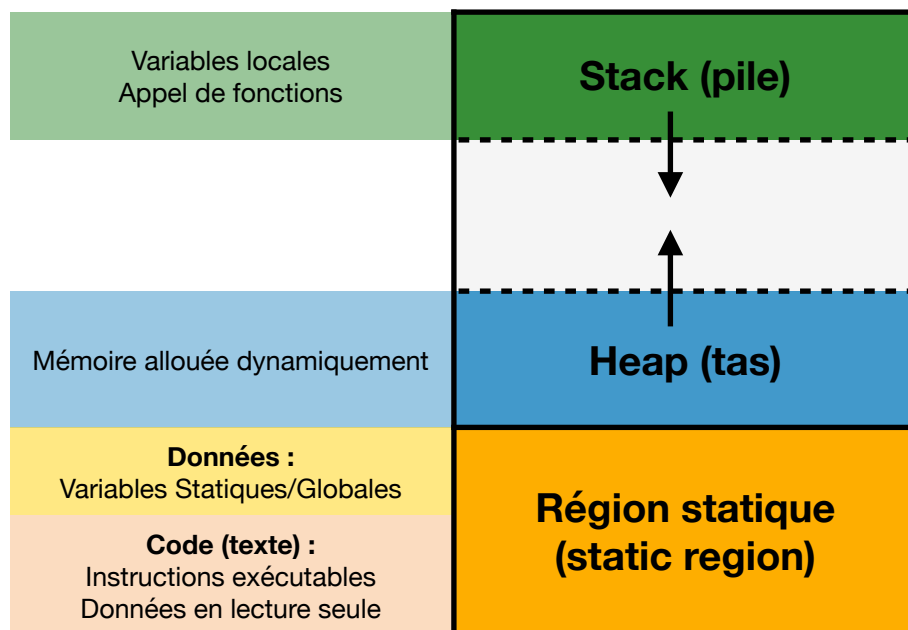 Variables locales
Appel de fonctions
Stack (pile)
Mémoire allouée dynamiquement
Heap (tas)
Données :
Variables Statiques/Globales
Code (texte) :
Instructions exécutables
Données en lecture seule
Région statique
(static region)